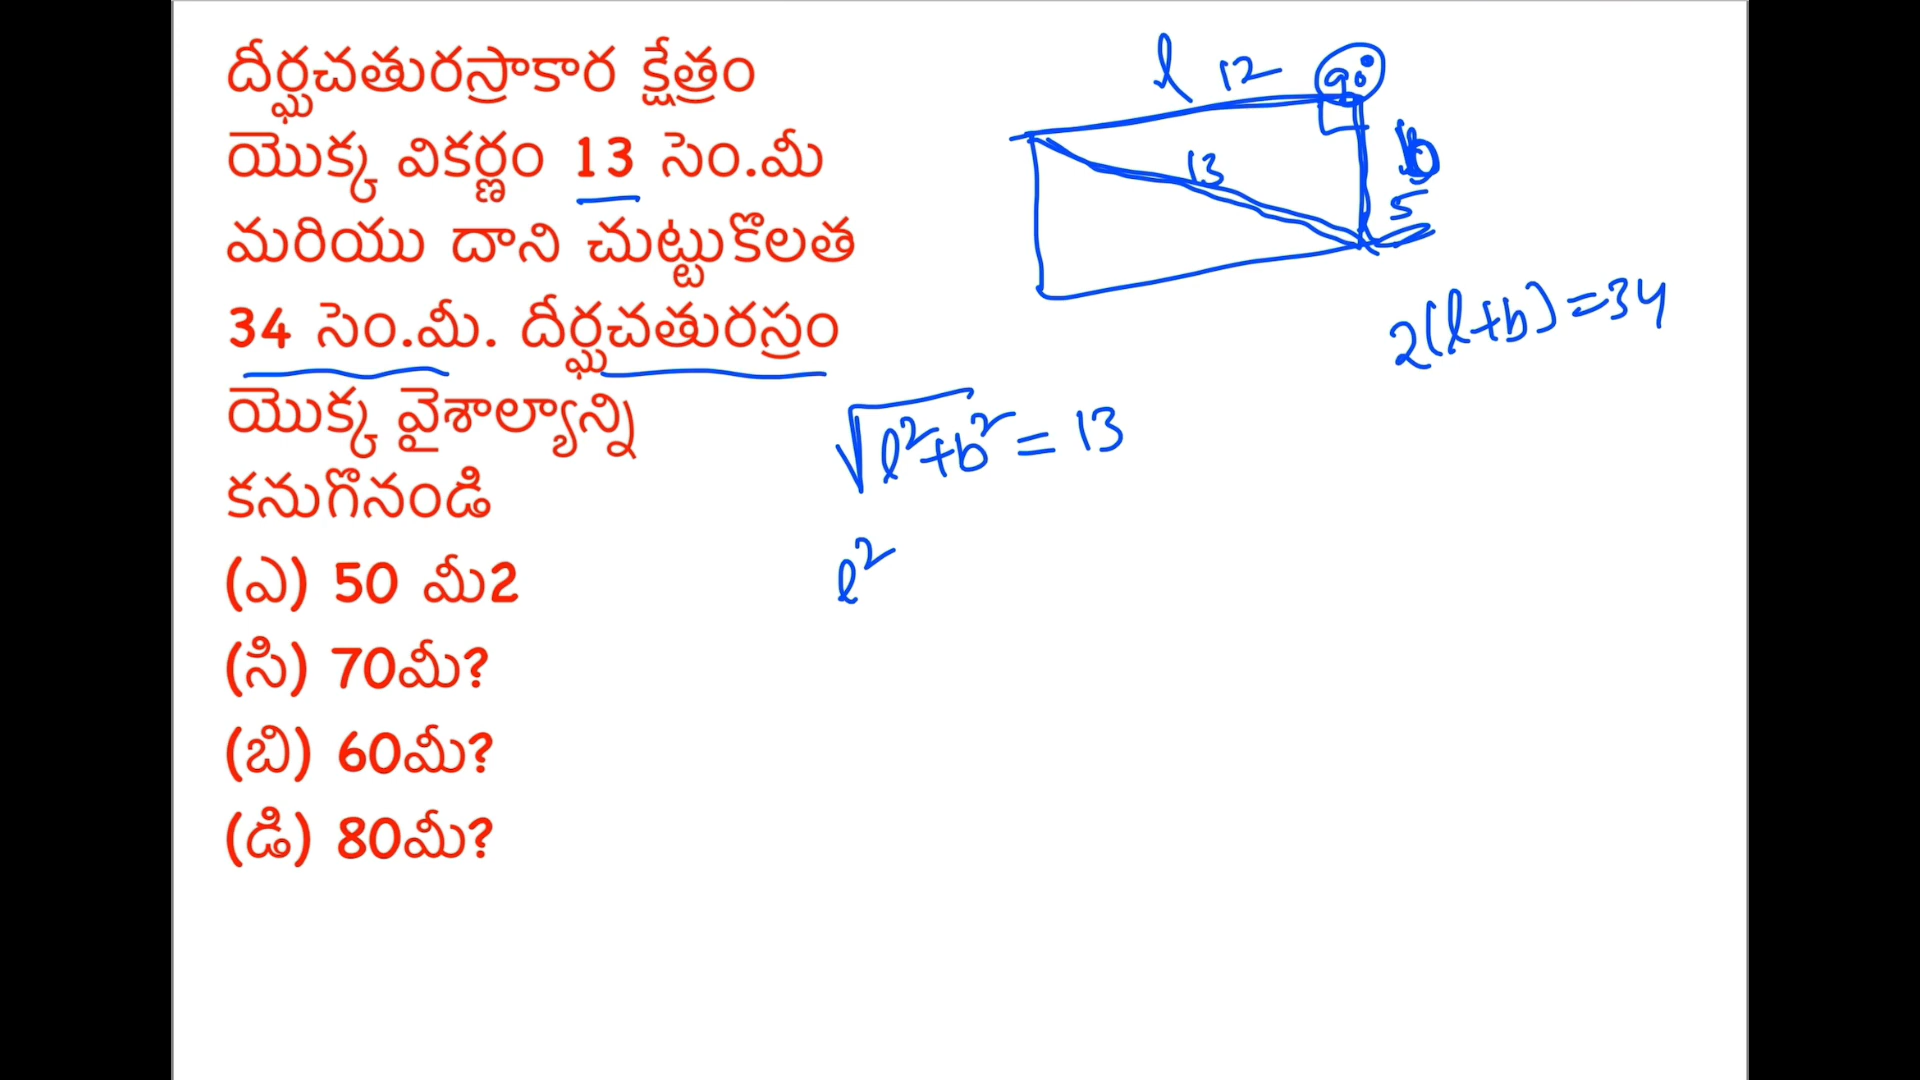 దీర్ఘచతురస్రాకార క్షేత్రం
యొక్క వికర్ణం 13 సెం.మీ
మరియు దాని చుట్టుకొలత
34 సెం.మీ. దీర్ఘచతురస్రం
యొక్క వైశాల్యాన్ని
కనుగొనండి
(ఎ) 50 మీ2
(సి) 70మీ?
(బి) 60మీ?
(డి) 80మీ?
l 12 90°
13 b
5
2(l+b)=34
√l²+b² = 13
l²